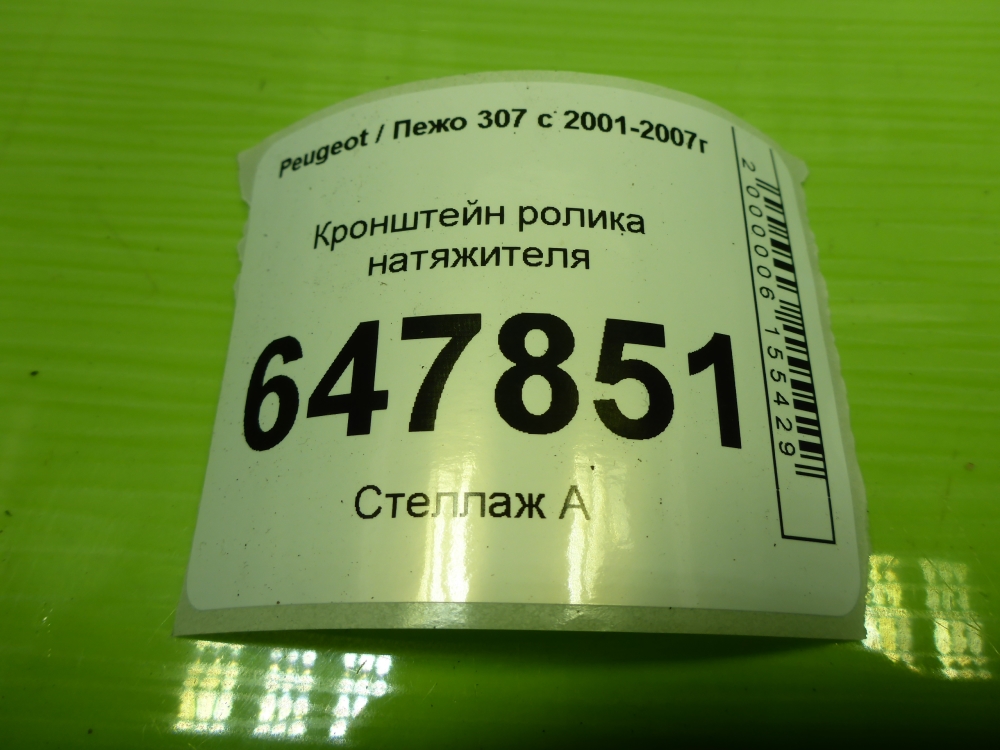 Peugeot / Пежо 307 с 2001-2007г
Кронштейн ролика
натяжителя
647851
Стеллаж А
2000006155429